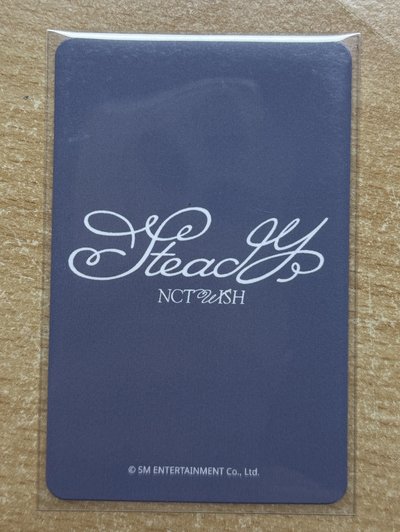 Steady
NCT WISH
© SM ENTERTAINMENT Co., Ltd.